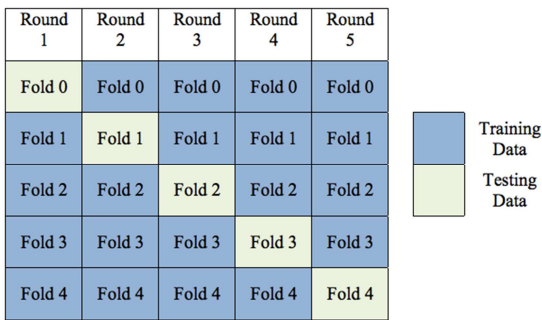 Round 1 Round 2 Round 3 Round 4 Round 5
Fold 0 Fold 0 Fold 0 Fold 0 Fold 0
Fold 1 Fold 1 Fold 1 Fold 1 Fold 1
Fold 2 Fold 2 Fold 2 Fold 2 Fold 2
Fold 3 Fold 3 Fold 3 Fold 3 Fold 3
Fold 4 Fold 4 Fold 4 Fold 4 Fold 4
Training
Data
Testing
Data